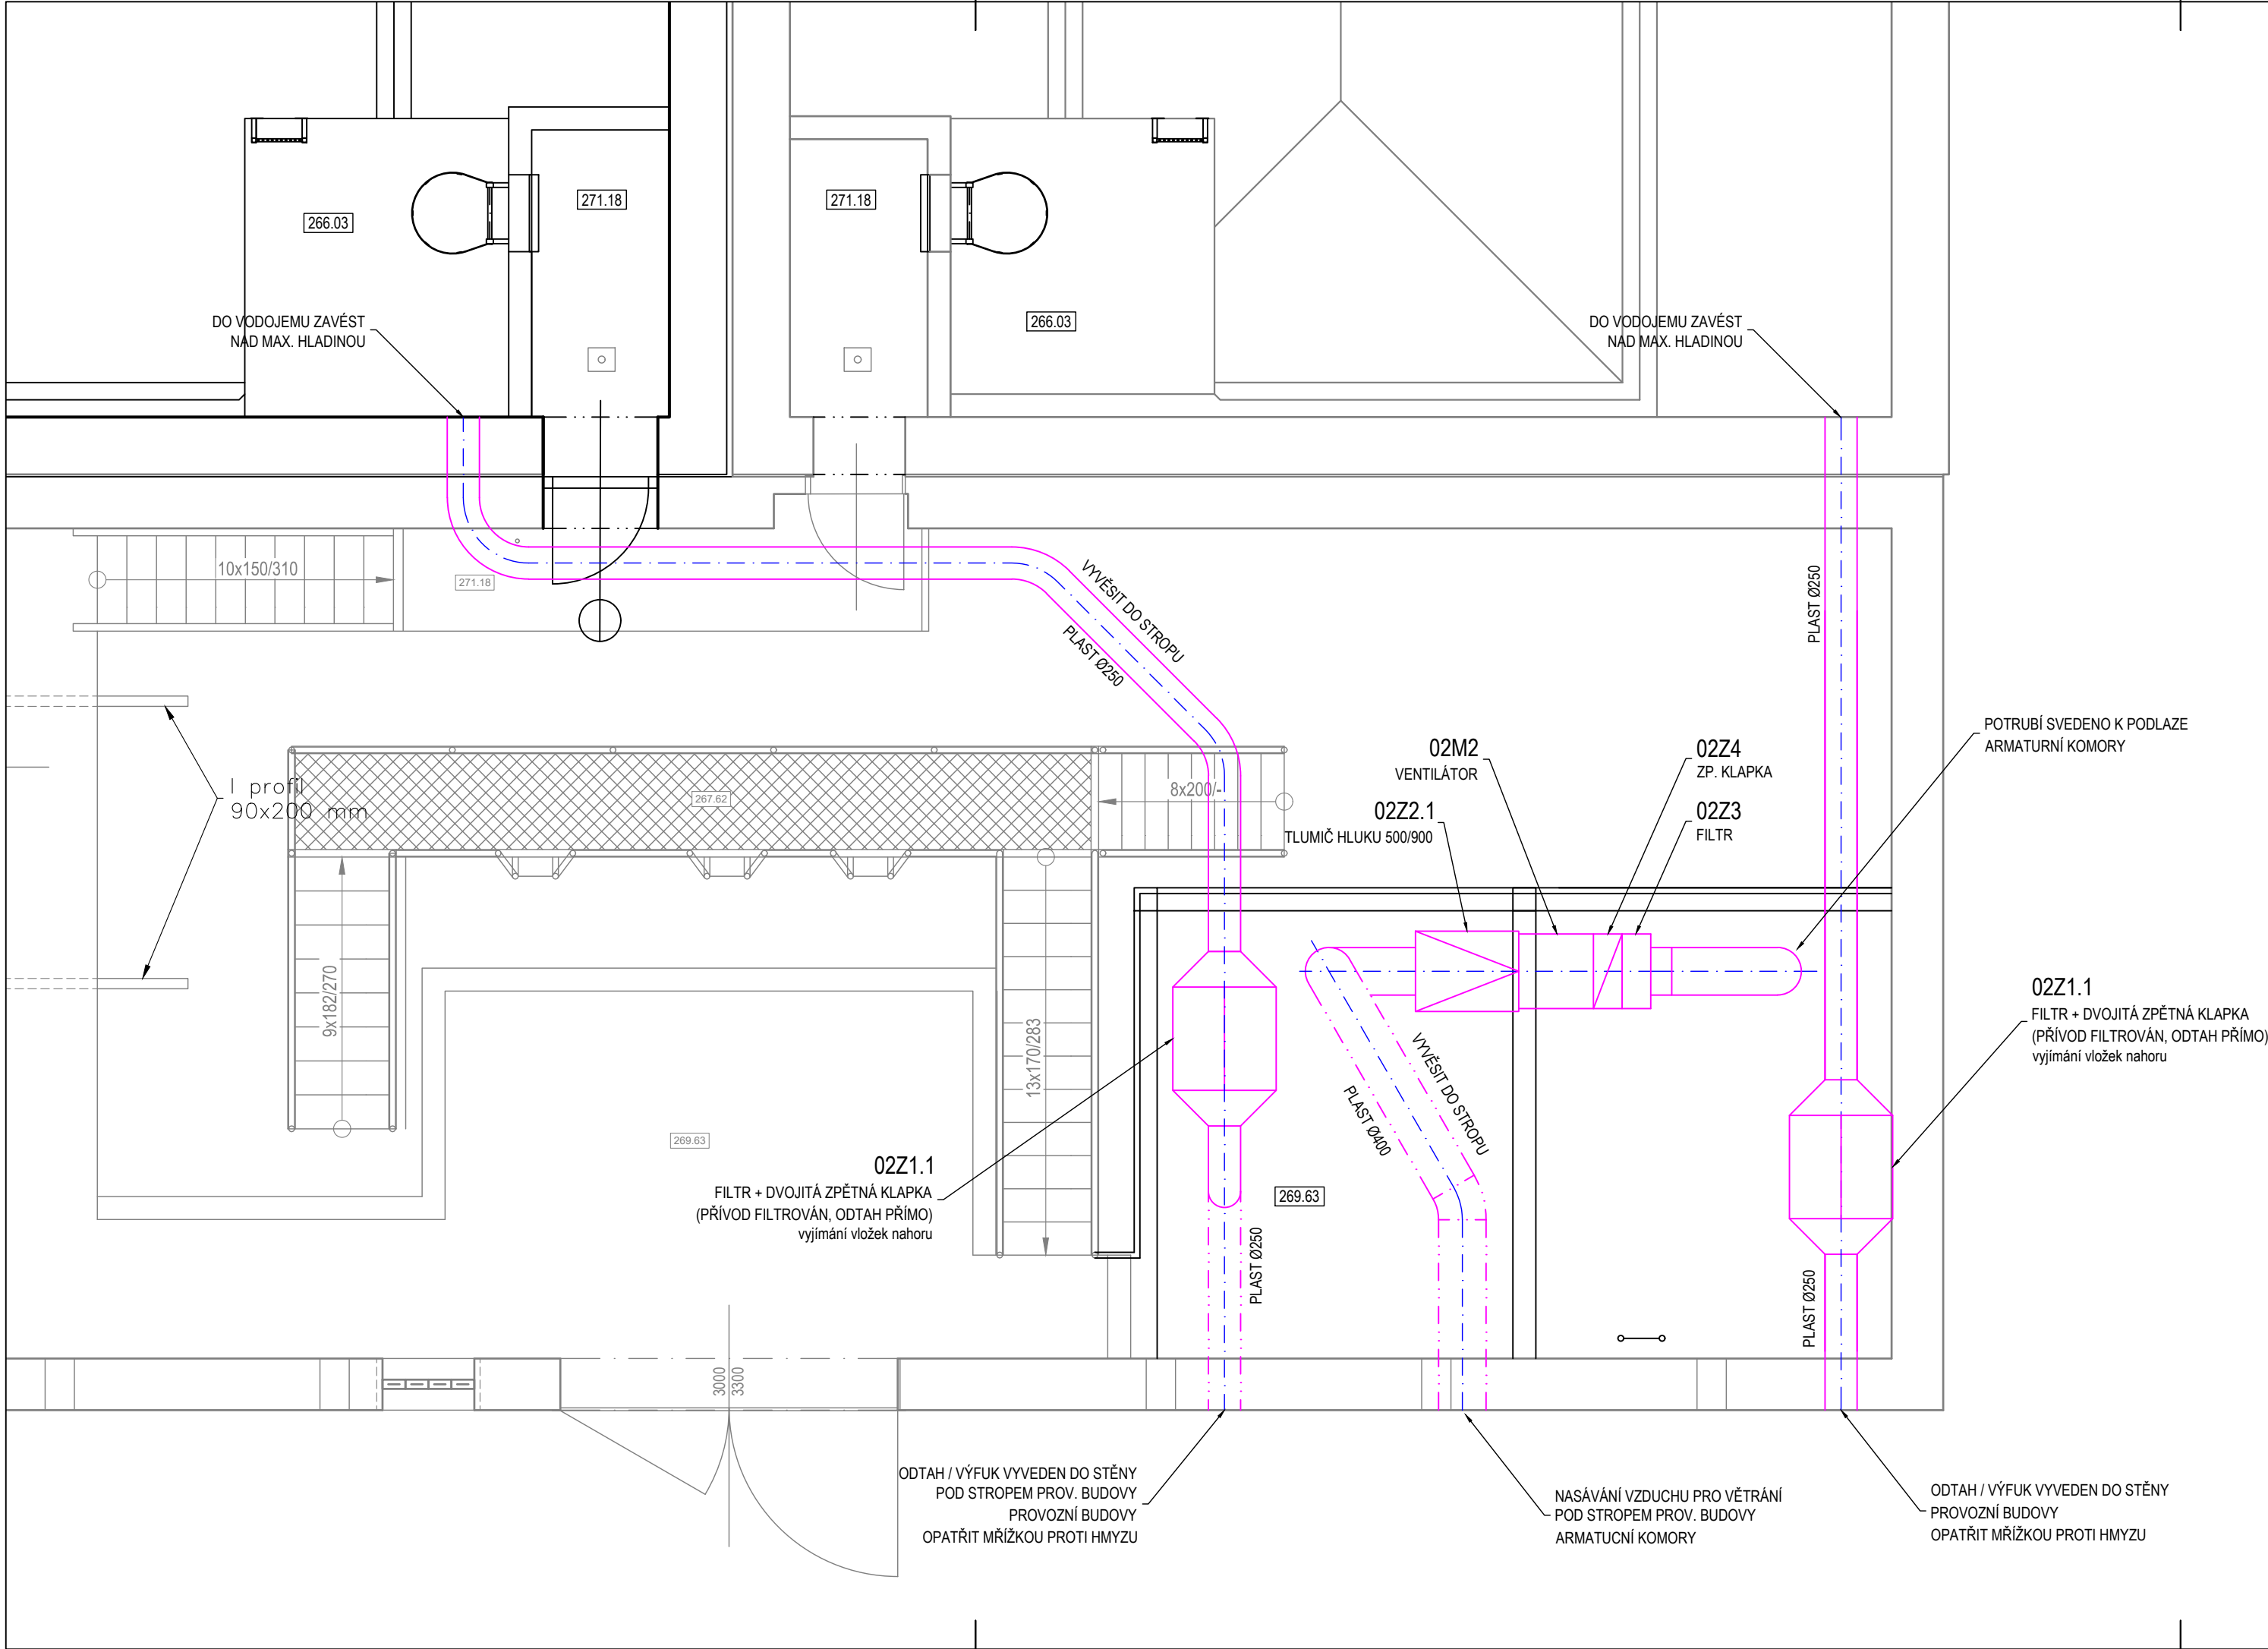 271.18
271.18
266.03
266.03
DO VODOJEMU ZAVÉST
NAD MAX. HLADINOU
DO VODOJEMU ZAVÉST
NAD MAX. HLADINOU
10x150/310
271.18
VYVĚSIT DO STROPU
PLAST Ø250
PLAST Ø250
POTRUBÍ SVEDENO K PODLAZE
ARMATURNÍ KOMORY
I profil
90x200 mm
267.62
8x200/-
02M2
VENTILÁTOR
02Z4
ZP. KLAPKA
02Z2.1
TLUMIČ HLUKU 500/900
02Z3
FILTR
9x182/270
13x170/283
02Z1.1
FILTR + DVOJITÁ ZPĚTNÁ KLAPKA
(PŘÍVOD FILTROVÁN, ODTAH PŘÍMO)
vyjímání vložek nahoru
VYVĚSIT DO STROPU
PLAST Ø400
269.63
02Z1.1
FILTR + DVOJITÁ ZPĚTNÁ KLAPKA
(PŘÍVOD FILTROVÁN, ODTAH PŘÍMO)
vyjímání vložek nahoru
269.63
PLAST Ø250
PLAST Ø250
3000
3300
ODTAH / VÝFUK VYVEDEN DO STĚNY
POD STROPEM PROV. BUDOVY
PROVOZNÍ BUDOVY
OPATŘIT MŘÍŽKOU PROTI HMYZU
NASÁVÁNÍ VZDUCHU PRO VĚTRÁNÍ
POD STROPEM PROV. BUDOVY
ARMATUCNÍ KOMORY
ODTAH / VÝFUK VYVEDEN DO STĚNY
PROVOZNÍ BUDOVY
OPATŘIT MŘÍŽKOU PROTI HMYZU